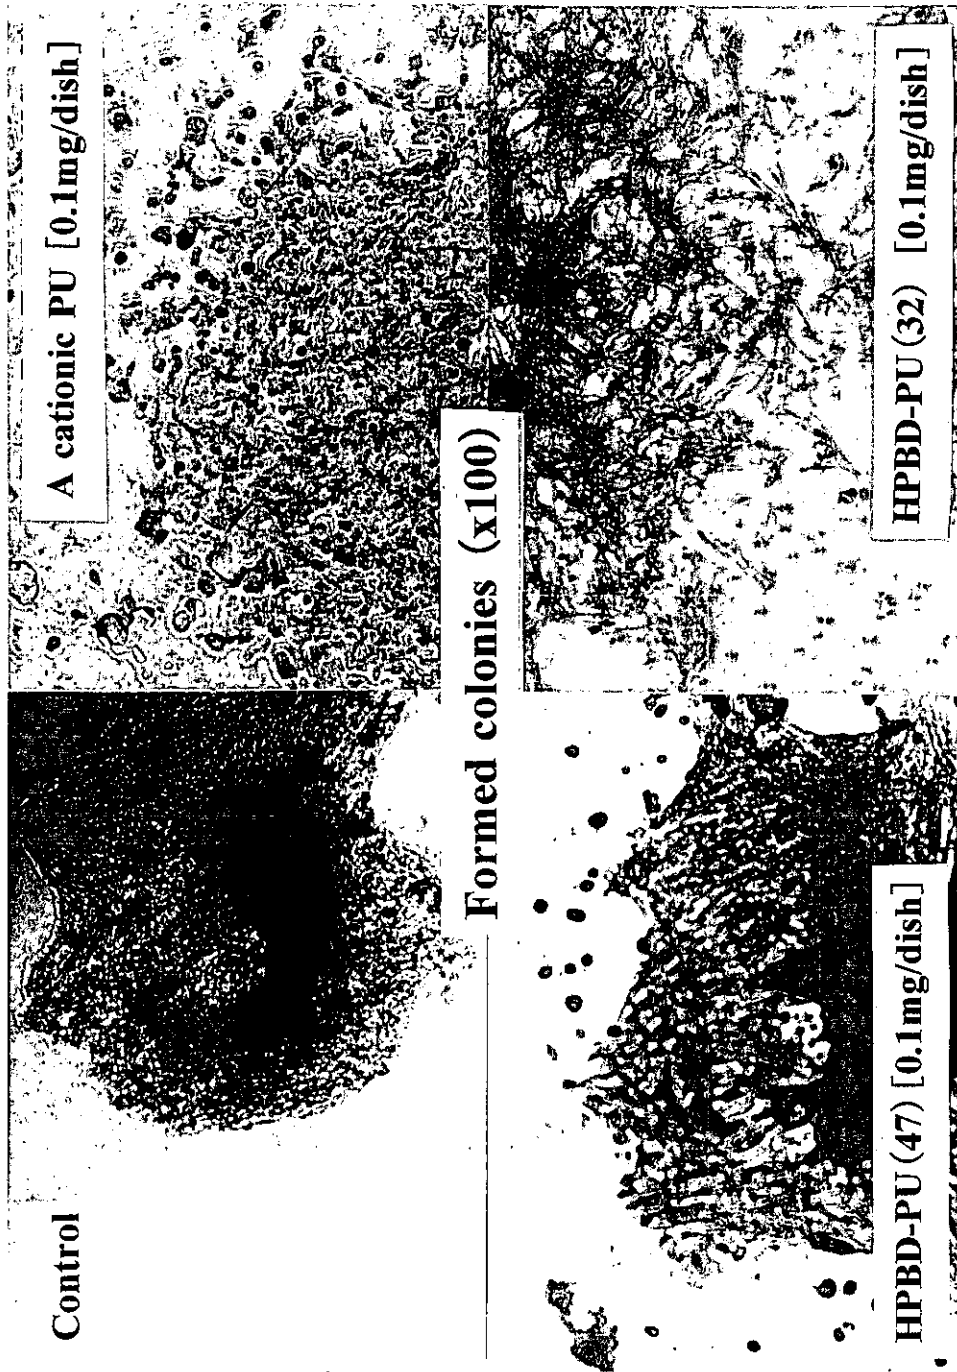 Control
A cationic PU [0.1mg/dish]
Formed colonies (x100)
HPBD-PU(47) [0.1mg/dish]
HPBD-PU(32) [0.1mg/dish]